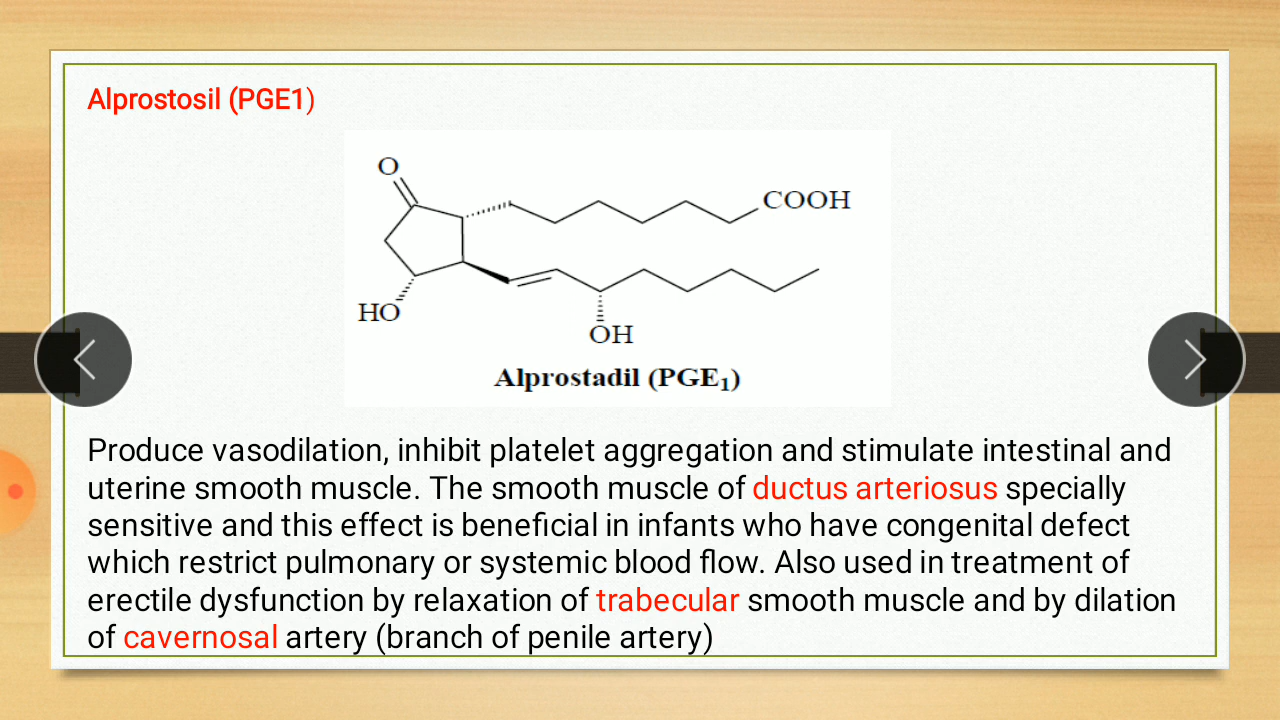 Alprostosil (PGE1)
O
COOH
HO
OH
Alprostadil (PGE₁)
Produce vasodilation, inhibit platelet aggregation and stimulate intestinal and
uterine smooth muscle. The smooth muscle of ductus arteriosus specially
sensitive and this effect is beneficial in infants who have congenital defect
which restrict pulmonary or systemic blood flow. Also used in treatment of
erectile dysfunction by relaxation of trabecular smooth muscle and by dilation
of cavernosal artery (branch of penile artery)